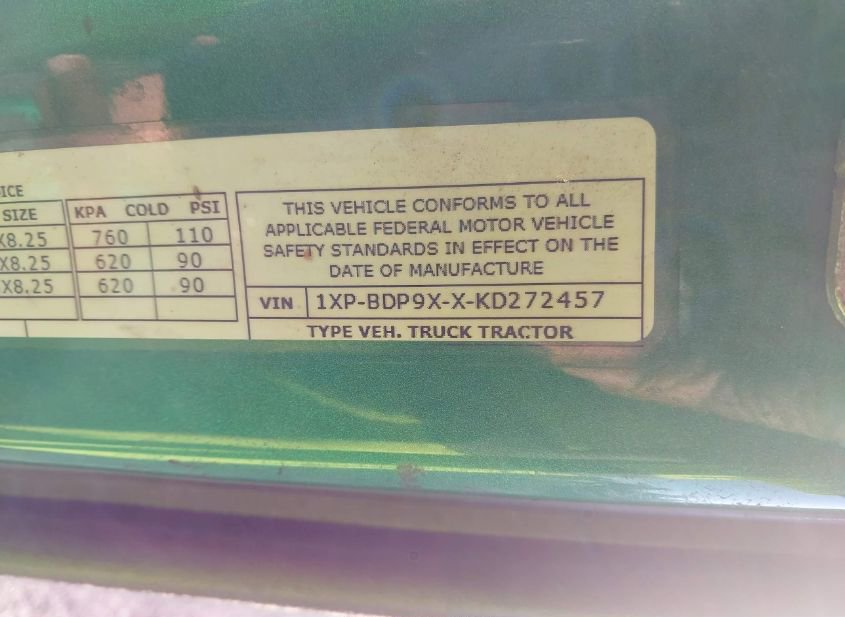 ICE
SIZE KPA COLD PSI
X8.25 760 110
X8.25 620 90
X8.25 620 90
THIS VEHICLE CONFORMS TO ALL
APPLICABLE FEDERAL MOTOR VEHICLE
SAFETY STANDARDS IN EFFECT ON THE
DATE OF MANUFACTURE
VIN 1XP-BDP9X-X-KD272457
TYPE VEH. TRUCK TRACTOR